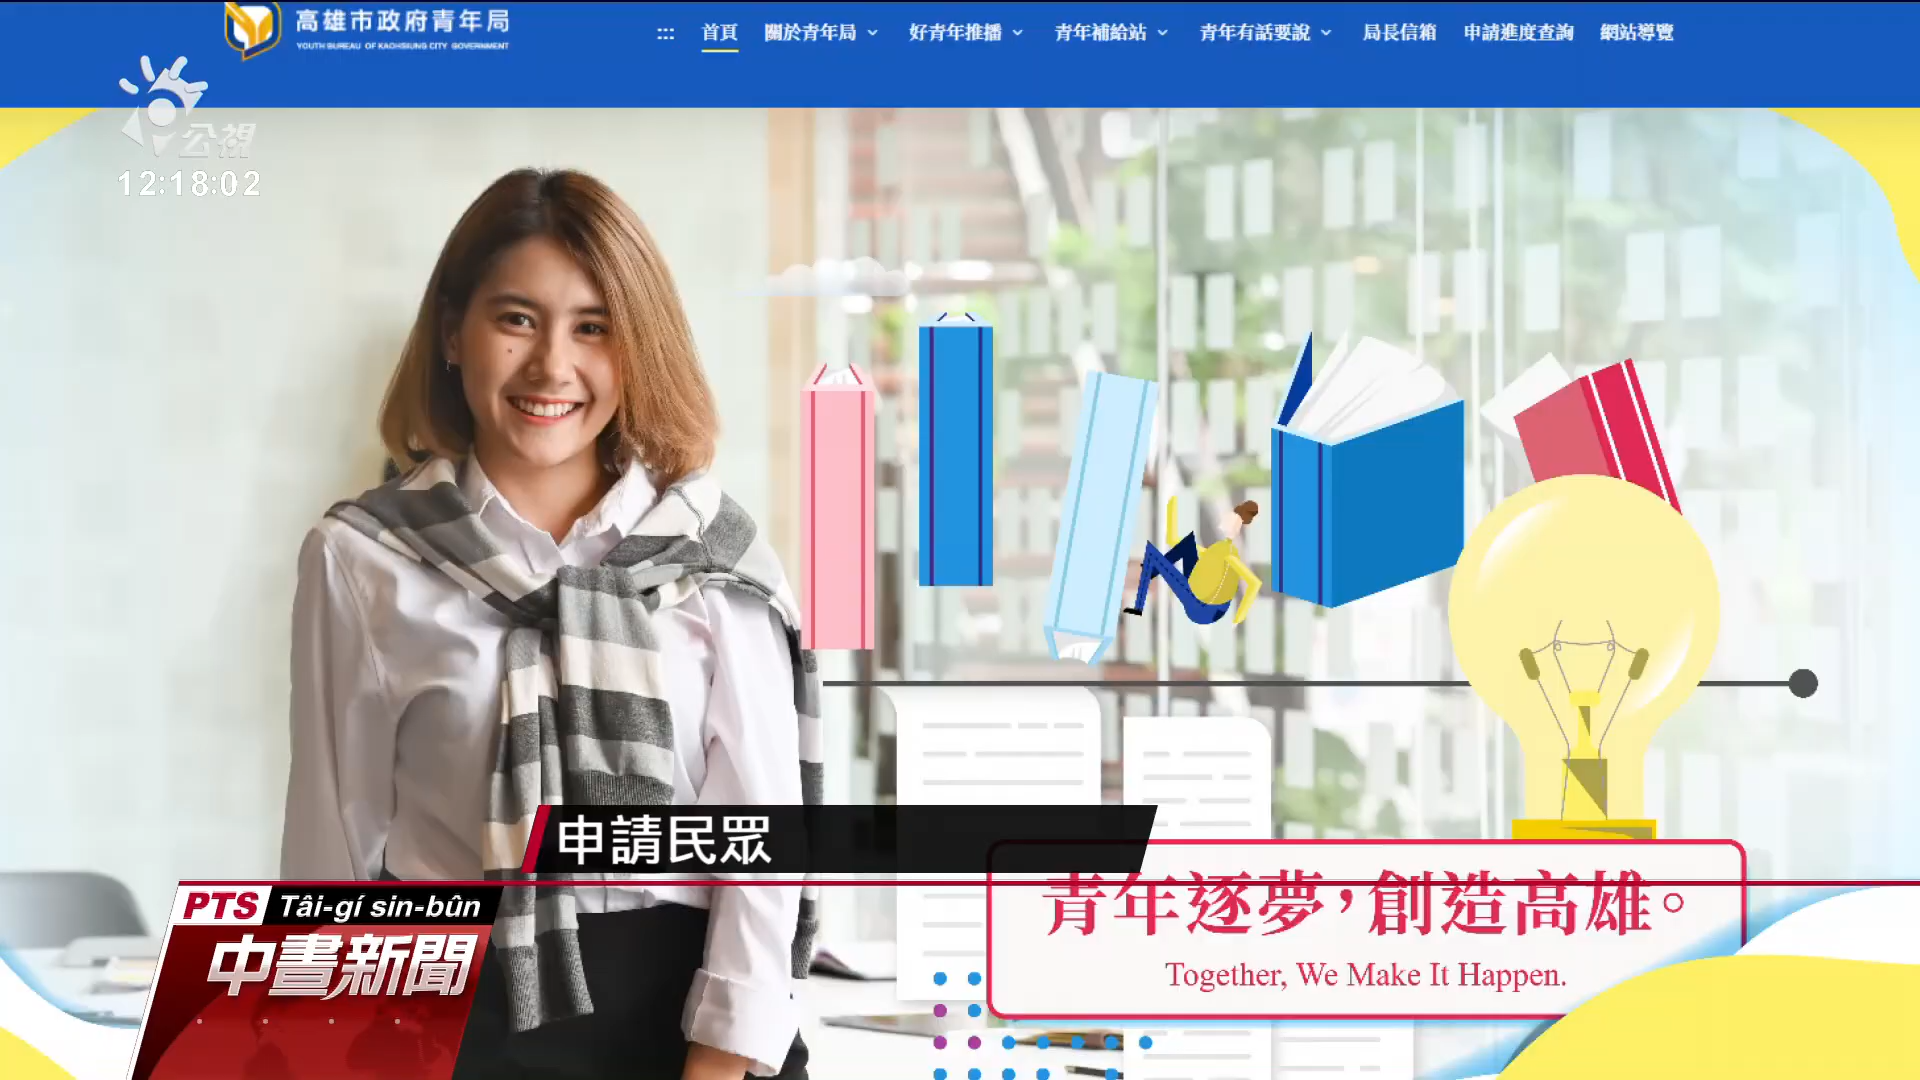 高雄市政府青年局
YOUTH BUREAU OF KAOHSIUNG CITY GOVERNMENT
首頁 關於青年局 好青年推播 青年補給站 青年有話要說 局長信箱 申請進度查詢 網站導覽
公視
12:18:02
申請民眾
青年逐夢，創造高雄。
Together, We Make It Happen.
PTS Tâi-gí sin-bûn
中晝新聞